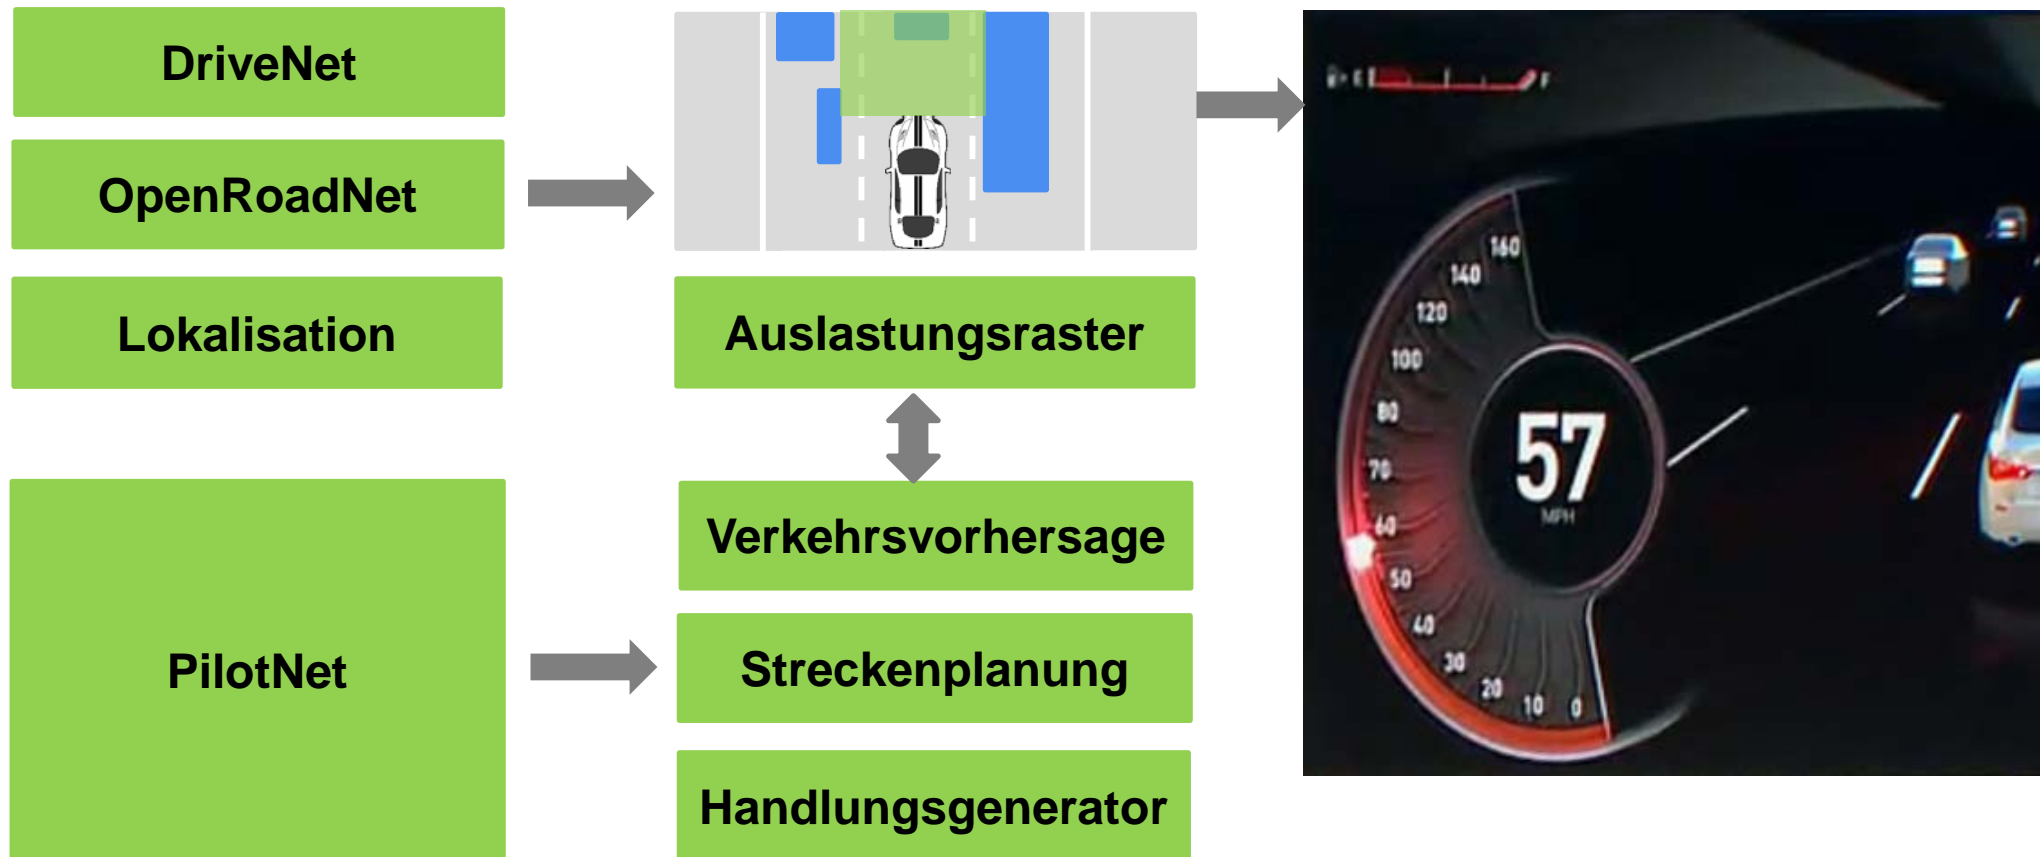 DriveNet
OpenRoadNet
Lokalisation
PilotNet
Auslastungsraster
Verkehrsvorhersage
Streckenplanung
Handlungsgenerator
E
F
160
140
120
100
80
70
60
50
40
30
20
10
0
57
MPH